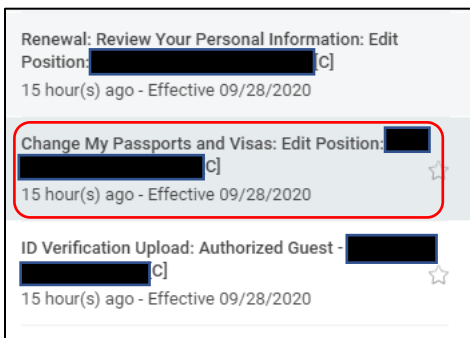 Renewal: Review Your Personal Information: Edit
Position: [C]
15 hour(s) ago - Effective 09/28/2020
Change My Passports and Visas: Edit Position:
C]
15 hour(s) ago - Effective 09/28/2020
ID Verification Upload: Authorized Guest -
[C]
15 hour(s) ago - Effective 09/28/2020